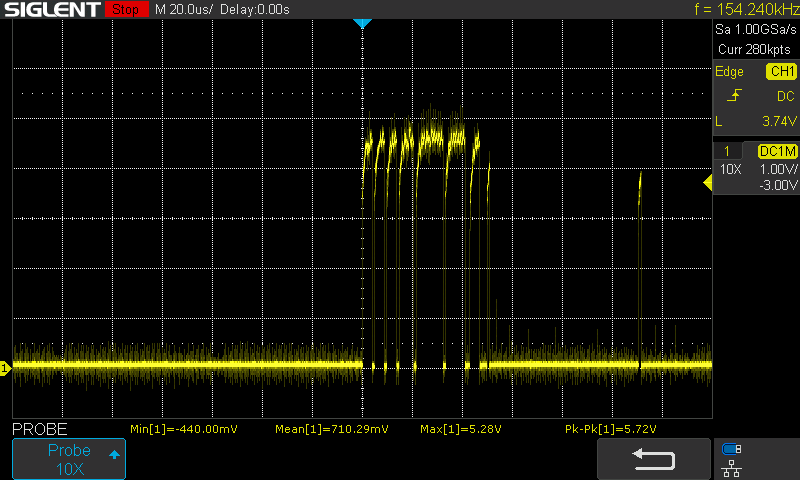 SIGLENT Stop M 20.0us/ Delay:0.00s f = 154.240kHz
Sa 1.00GSa/s
Curr 280kpts
Edge CH1
DC
L 3.74V
1 DC1M
10X 1.00V/
-3.00V
1
PROBE Min[1]=-440.00mV Mean[1]=710.29mV Max[1]=5.28V Pk-Pk[1]=5.72V
Probe
10X